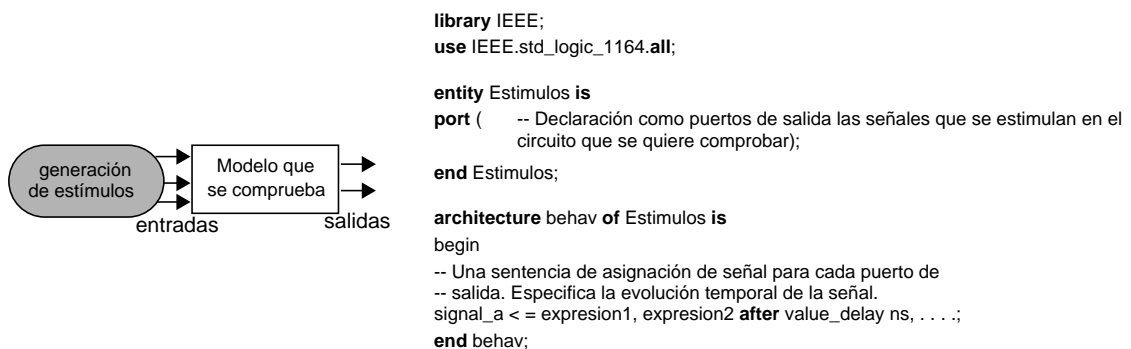 generación
de estímulos
Modelo que
se comprueba
entradas
salidas
library IEEE;
use IEEE.std_logic_1164.all;
entity Estimulos is
port ( -- Declaración como puertos de salida las señales que se estimulan en el
circuito que se quiere comprobar);
end Estimulos;
architecture behav of Estimulos is
begin
-- Una sentencia de asignación de señal para cada puerto de
-- salida. Especifica la evolución temporal de la señal.
signal_a < = expresion1, expresion2 after value_delay ns, . . . .;
end behav;